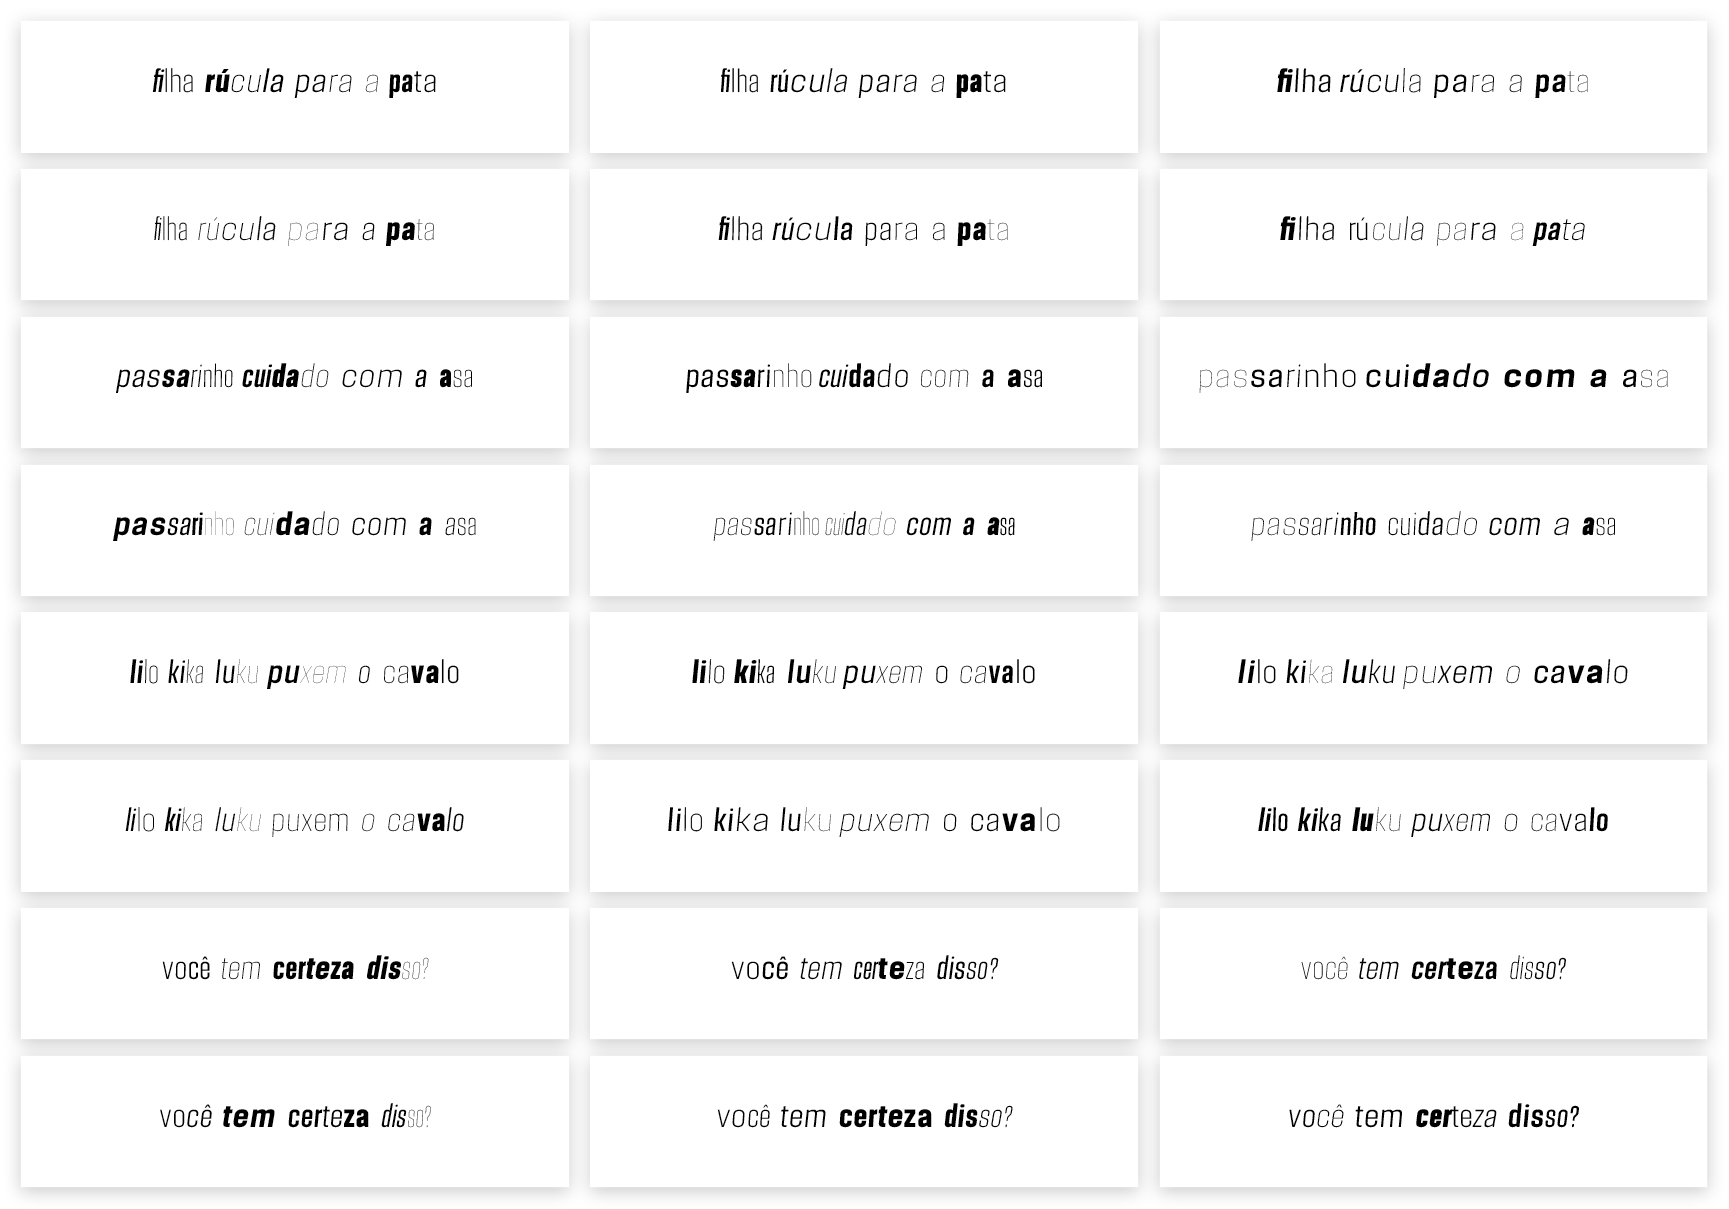 filha rúcula para a pata
filha rúcula para a pata
filha rúcula para a pata
filha rúcula para a pata
filha rúcula para a pata
filha rúcula para a pata
passarinho cuidado com a asa
passarinho cuidado com a asa
passarinho cuidado com a asa
passarinho cuidado com a asa
passarinho cuidado com a asa
passarinho cuidado com a asa
lilo kika luku puxem o cavalo
lilo kika luku puxem o cavalo
lilo kika luku puxem o cavalo
lilo kika luku puxem o cavalo
lilo kika luku puxem o cavalo
lilo kika luku puxem o cavalo
você tem certeza disso?
você tem certeza disso?
você tem certeza disso?
você tem certeza disso?
você tem certeza disso?
você tem certeza disso?